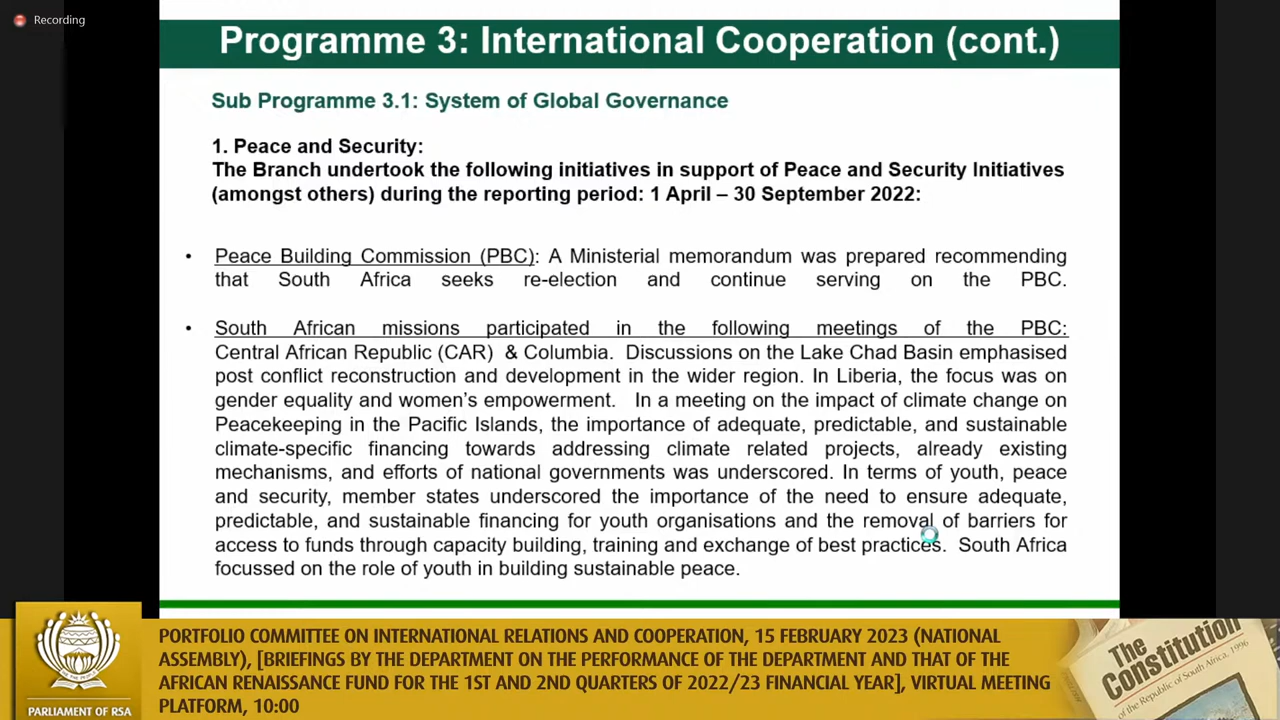 Recording
Programme 3: International Cooperation (cont.)
Sub Programme 3.1: System of Global Governance
1. Peace and Security:
The Branch undertook the following initiatives in support of Peace and Security Initiatives
(amongst others) during the reporting period: 1 April – 30 September 2022:
• Peace Building Commission (PBC): A Ministerial memorandum was prepared recommending
that South Africa seeks re-election and continue serving on the PBC.
• South African missions participated in the following meetings of the PBC:
Central African Republic (CAR) & Columbia. Discussions on the Lake Chad Basin emphasised
post conflict reconstruction and development in the wider region. In Liberia, the focus was on
gender equality and women's empowerment. In a meeting on the impact of climate change on
Peacekeeping in the Pacific Islands, the importance of adequate, predictable, and sustainable
climate-specific financing towards addressing climate related projects, already existing
mechanisms, and efforts of national governments was underscored. In terms of youth, peace
and security, member states underscored the importance of the need to ensure adequate,
predictable, and sustainable financing for youth organisations and the removal of barriers for
access to funds through capacity building, training and exchange of best practices. South Africa
focussed on the role of youth in building sustainable peace.
PORTFOLIO COMMITTEE ON INTERNATIONAL RELATIONS AND COOPERATION, 15 FEBRUARY 2023 (NATIONAL
ASSEMBLY), [BRIEFINGS BY THE DEPARTMENT ON THE PERFORMANCE OF THE DEPARTMENT AND THAT OF THE
AFRICAN RENAISSANCE FUND FOR THE 1ST AND 2ND QUARTERS OF 2022/23 FINANCIAL YEAR], VIRTUAL MEETING
PLATFORM, 10:00
PARLIAMENT OF RSA
The
Constitution
of the Republic of South Africa, 1996